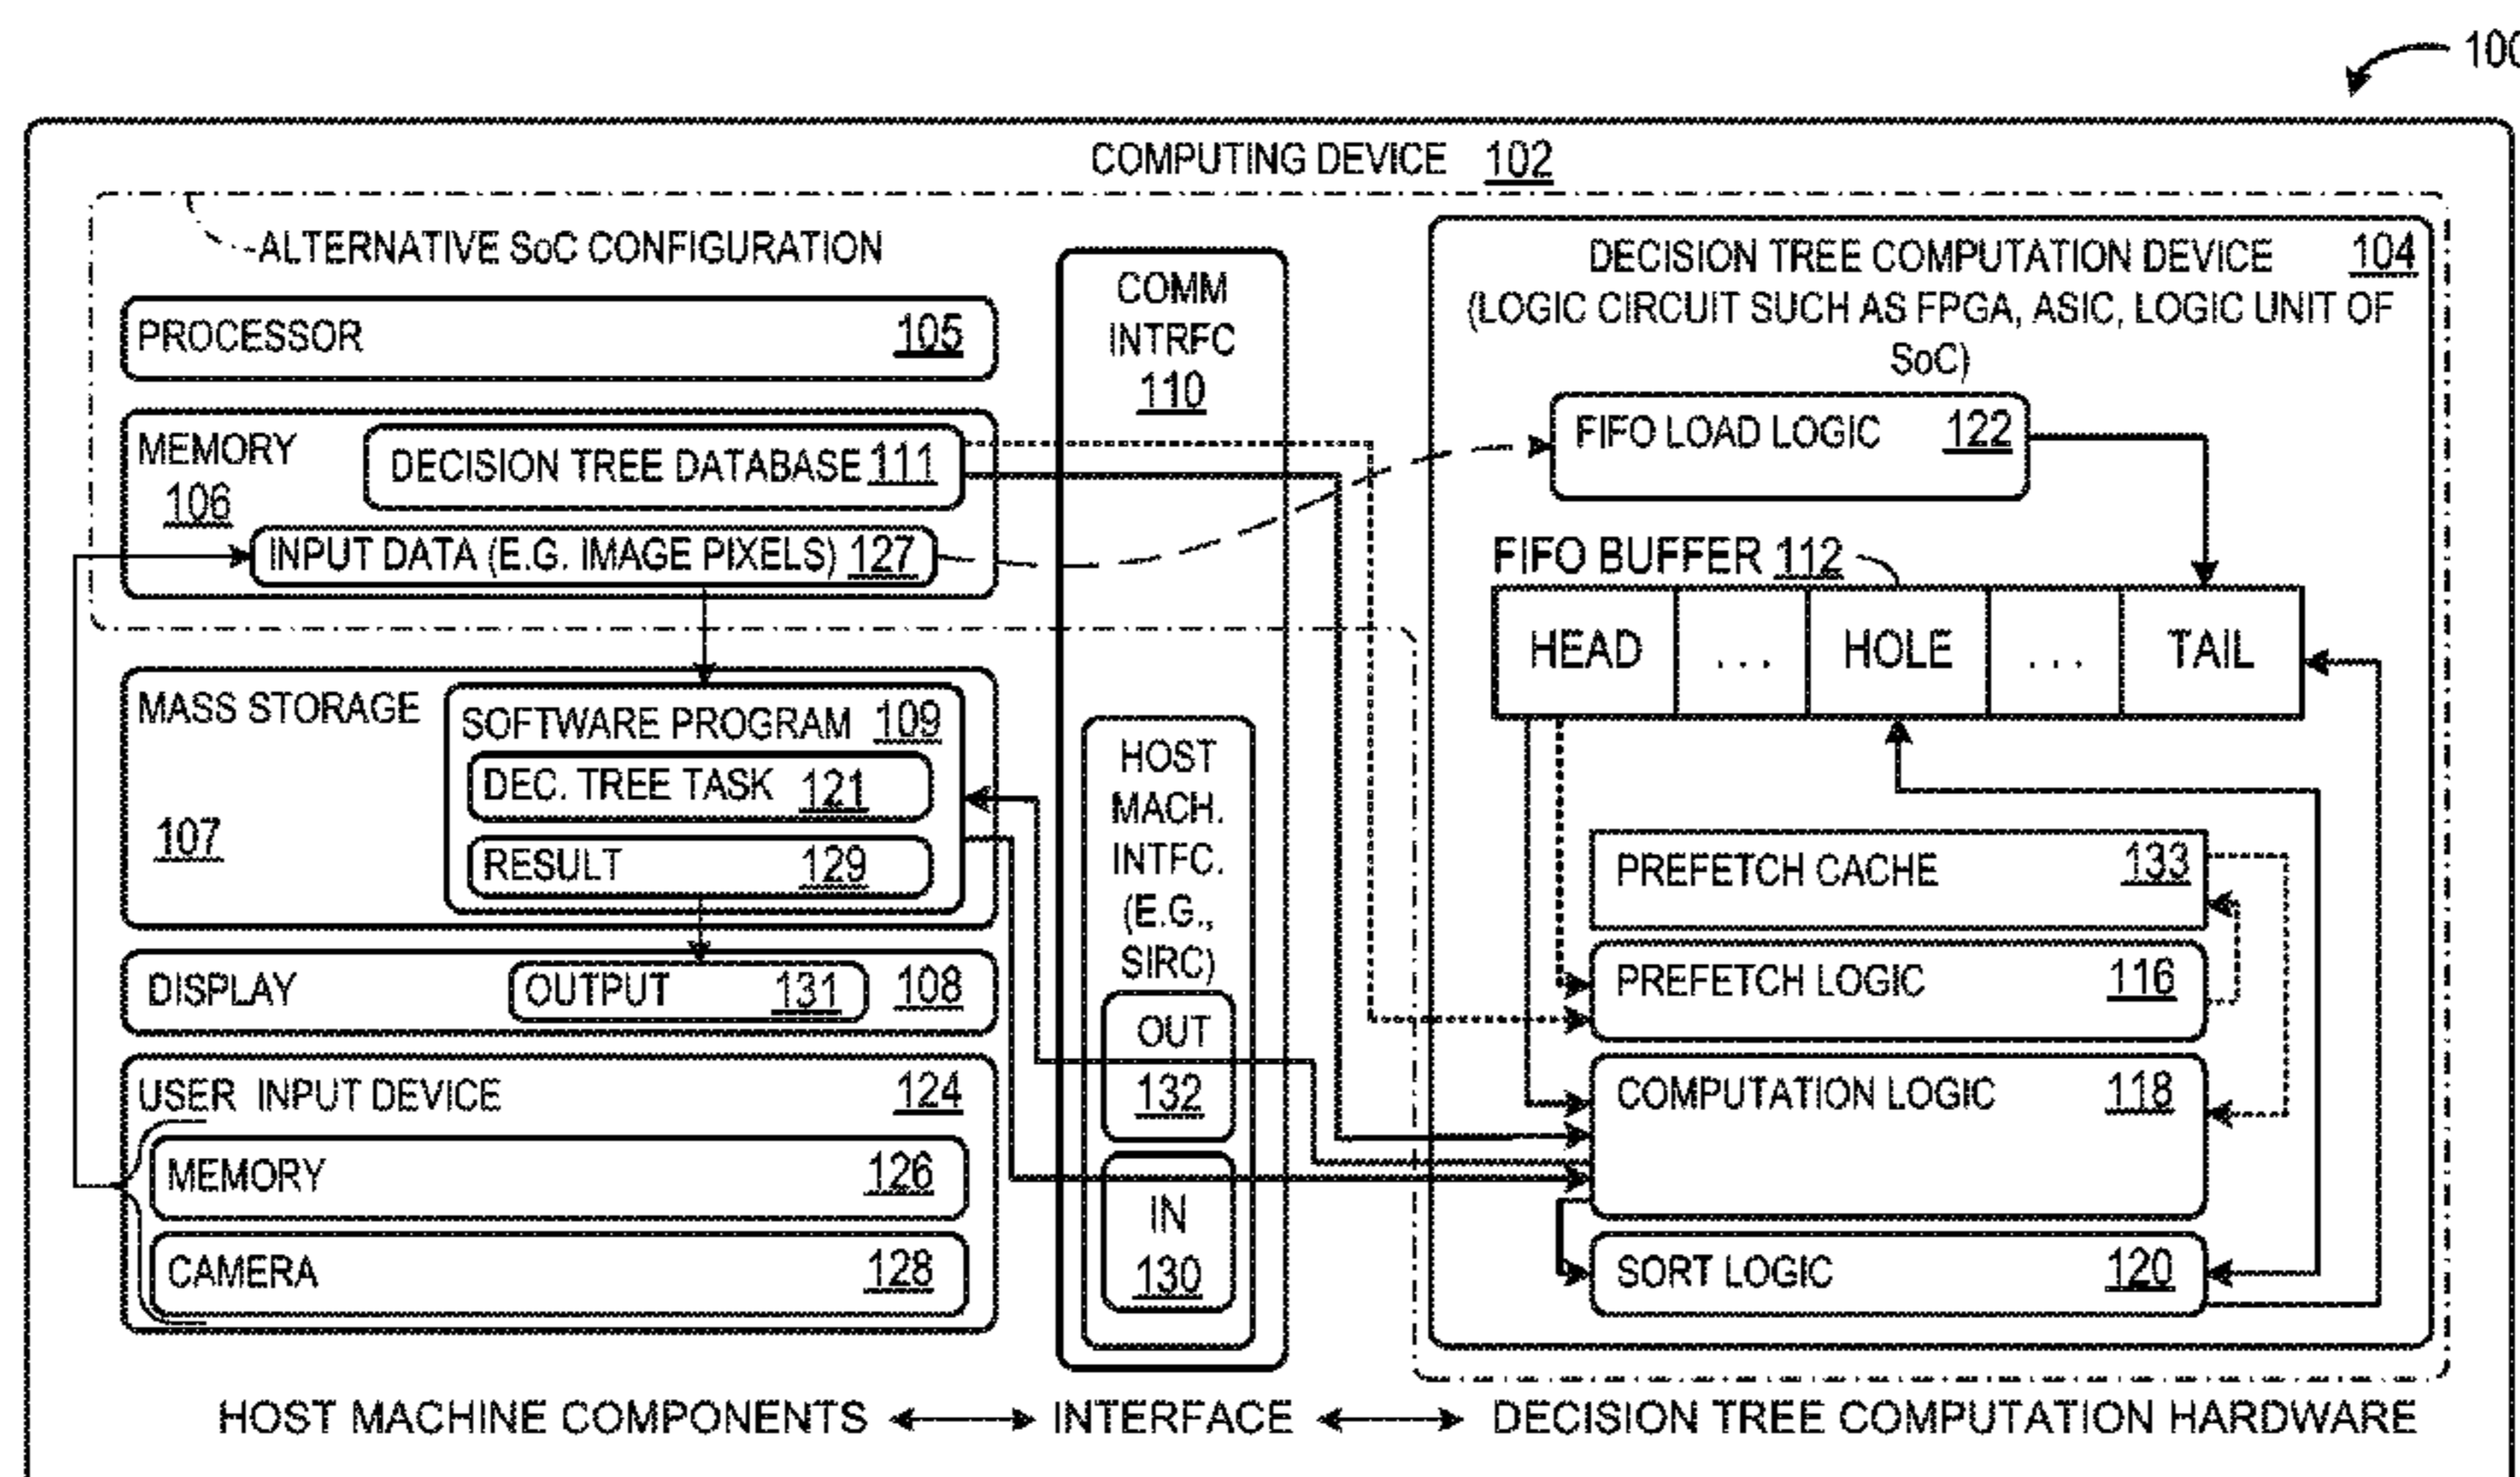 100
COMPUTING DEVICE 102
ALTERNATIVE SoC CONFIGURATION
PROCESSOR 105
MEMORY
106
DECISION TREE DATABASE 111
INPUT DATA (E.G. IMAGE PIXELS) 127
MASS STORAGE
107
SOFTWARE PROGRAM 109
DEC. TREE TASK 121
RESULT 129
DISPLAY
OUTPUT 131
108
USER INPUT DEVICE 124
MEMORY 126
CAMERA 128
COMM
INTRFC
110
HOST
MACH.
INTFC.
(E.G.,
SIRC)
OUT
132
IN
130
DECISION TREE COMPUTATION DEVICE 104
(LOGIC CIRCUIT SUCH AS FPGA, ASIC, LOGIC UNIT OF
SoC)
FIFO LOAD LOGIC 122
FIFO BUFFER 112
HEAD ... HOLE ... TAIL
PREFETCH CACHE 133
PREFETCH LOGIC 116
COMPUTATION LOGIC 118
SORT LOGIC 120
HOST MACHINE COMPONENTS INTERFACE DECISION TREE COMPUTATION HARDWARE